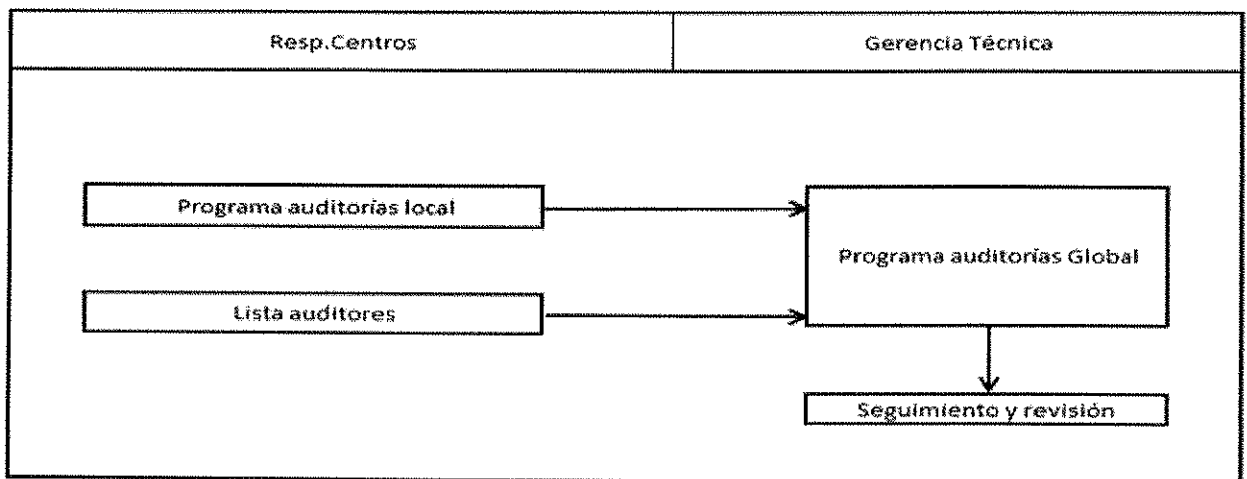 Resp.Centros
Gerencia Técnica
Programa auditorías local
Programa auditorías Global
Lista auditores
Seguimiento y revisión